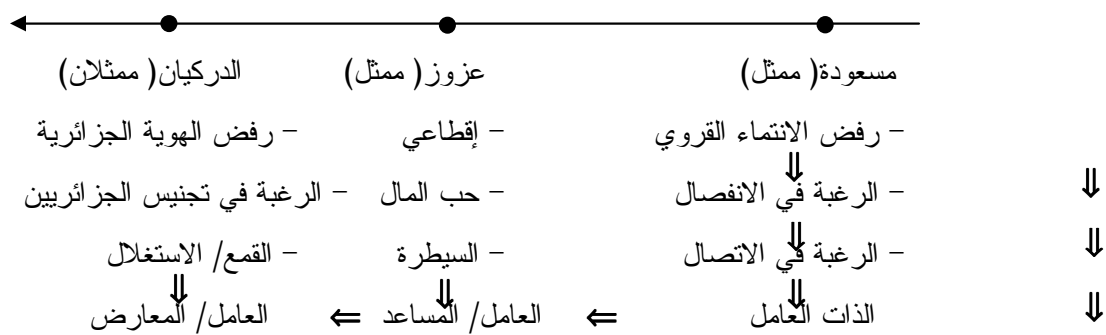 مسعودة( ممثل) عزوز( ممثل) الدركيان( ممثلان)
- رفض الانتماء القروي - إقطاعي - رفض الهوية الجزائرية
- الرغبة في الانفصال - حب المال - الرغبة في تجنيس الجزائريين
- الرغبة في الاتصال - السيطرة - القمع/ الاستغلال
الذات العامل ⇐ العامل/ المساعد ⇐ العامل/ المعارض